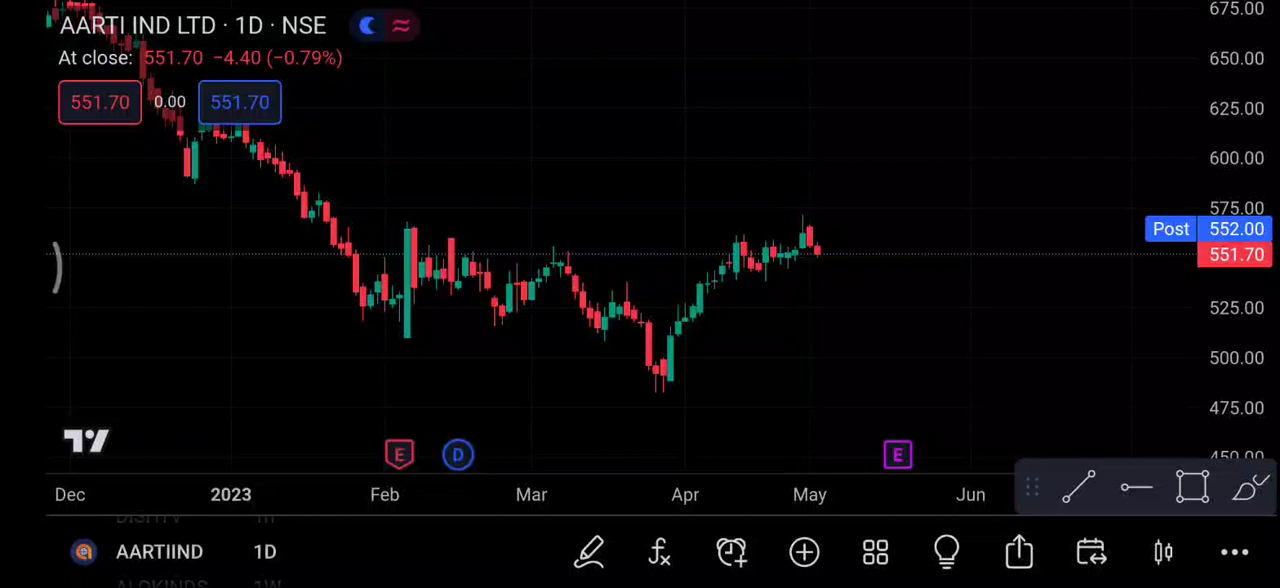 AARTI IND LTD · 1D · NSE
At close: 551.70 −4.40 (−0.79%)
551.70 0.00 551.70
675.00
650.00
625.00
600.00
575.00
Post 552.00
551.70
525.00
500.00
475.00
450.00
E D E
Dec 2023 Feb Mar Apr May Jun
AARTIIND 1D
ALOKINDS 1W